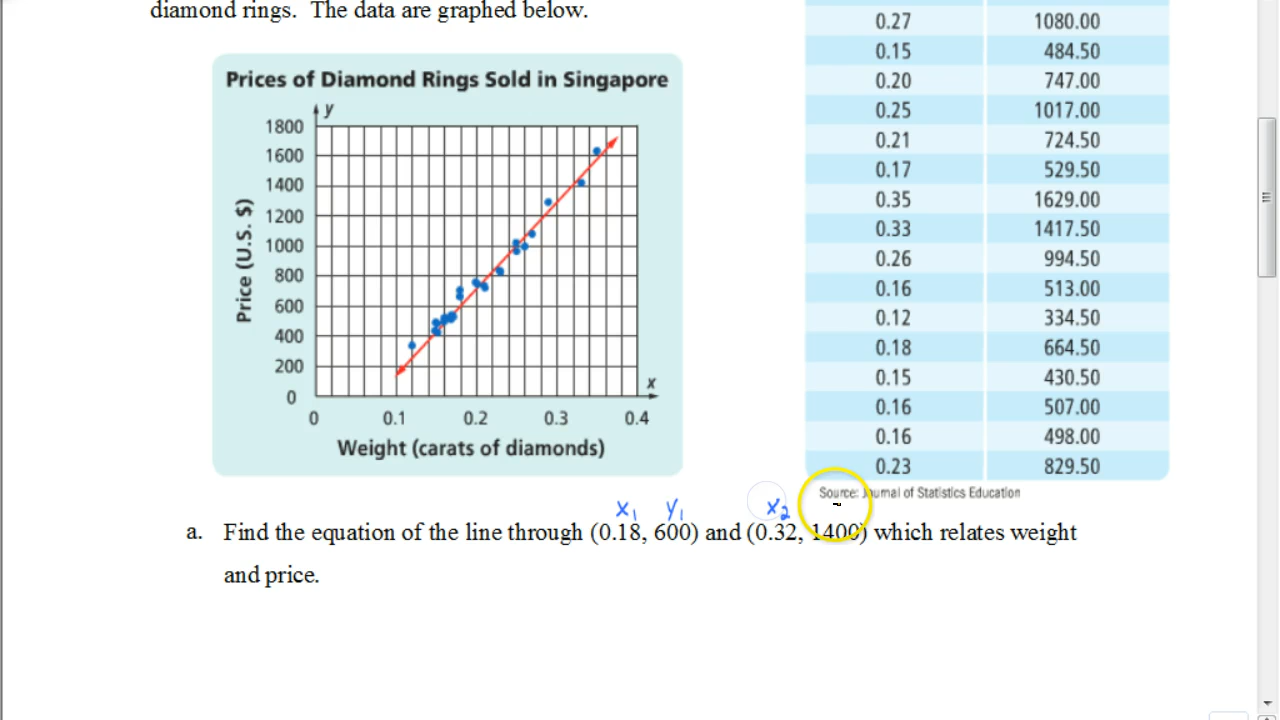 diamond rings. The data are graphed below.
Prices of Diamond Rings Sold in Singapore
y
1800
1600
1400
1200
1000
800
600
400
200
0
Price (U.S. $)
x
0 0.1 0.2 0.3 0.4
Weight (carats of diamonds)
0.27 1080.00
0.15 484.50
0.20 747.00
0.25 1017.00
0.21 724.50
0.17 529.50
0.35 1629.00
0.33 1417.50
0.26 994.50
0.16 513.00
0.12 334.50
0.18 664.50
0.15 430.50
0.16 507.00
0.16 498.00
0.23 829.50
Source: Journal of Statistics Education
x₁ y₁ x₂
a. Find the equation of the line through (0.18, 600) and (0.32, 1400) which relates weight
and price.